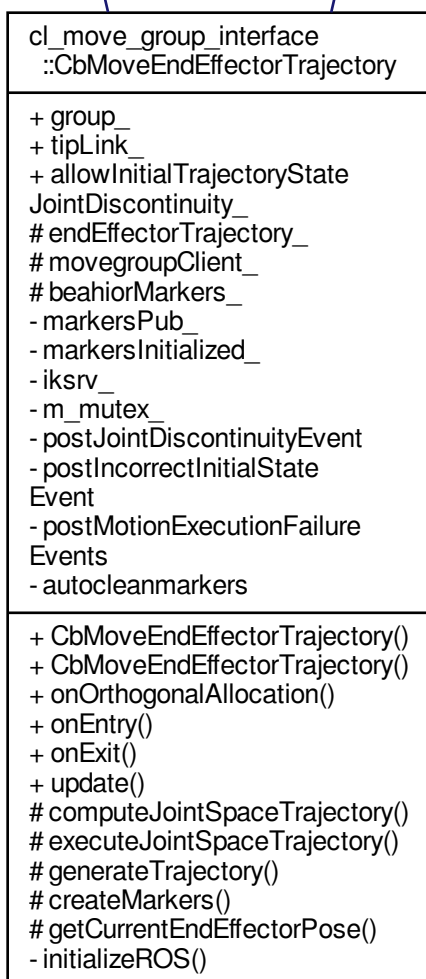 cl_move_group_interface
::CbMoveEndEffectorTrajectory
+ group_
+ tipLink_
+ allowInitialTrajectoryState
JointDiscontinuity_
# endEffectorTrajectory_
# movegroupClient_
# beahiorMarkers_
- markersPub_
- markersInitialized_
- iksrv_
- m_mutex_
- postJointDiscontinuityEvent
- postIncorrectInitialState
Event
- postMotionExecutionFailure
Events
- autocleanmarkers
+ CbMoveEndEffectorTrajectory()
+ CbMoveEndEffectorTrajectory()
+ onOrthogonalAllocation()
+ onEntry()
+ onExit()
+ update()
# computeJointSpaceTrajectory()
# executeJointSpaceTrajectory()
# generateTrajectory()
# createMarkers()
# getCurrentEndEffectorPose()
- initializeROS()